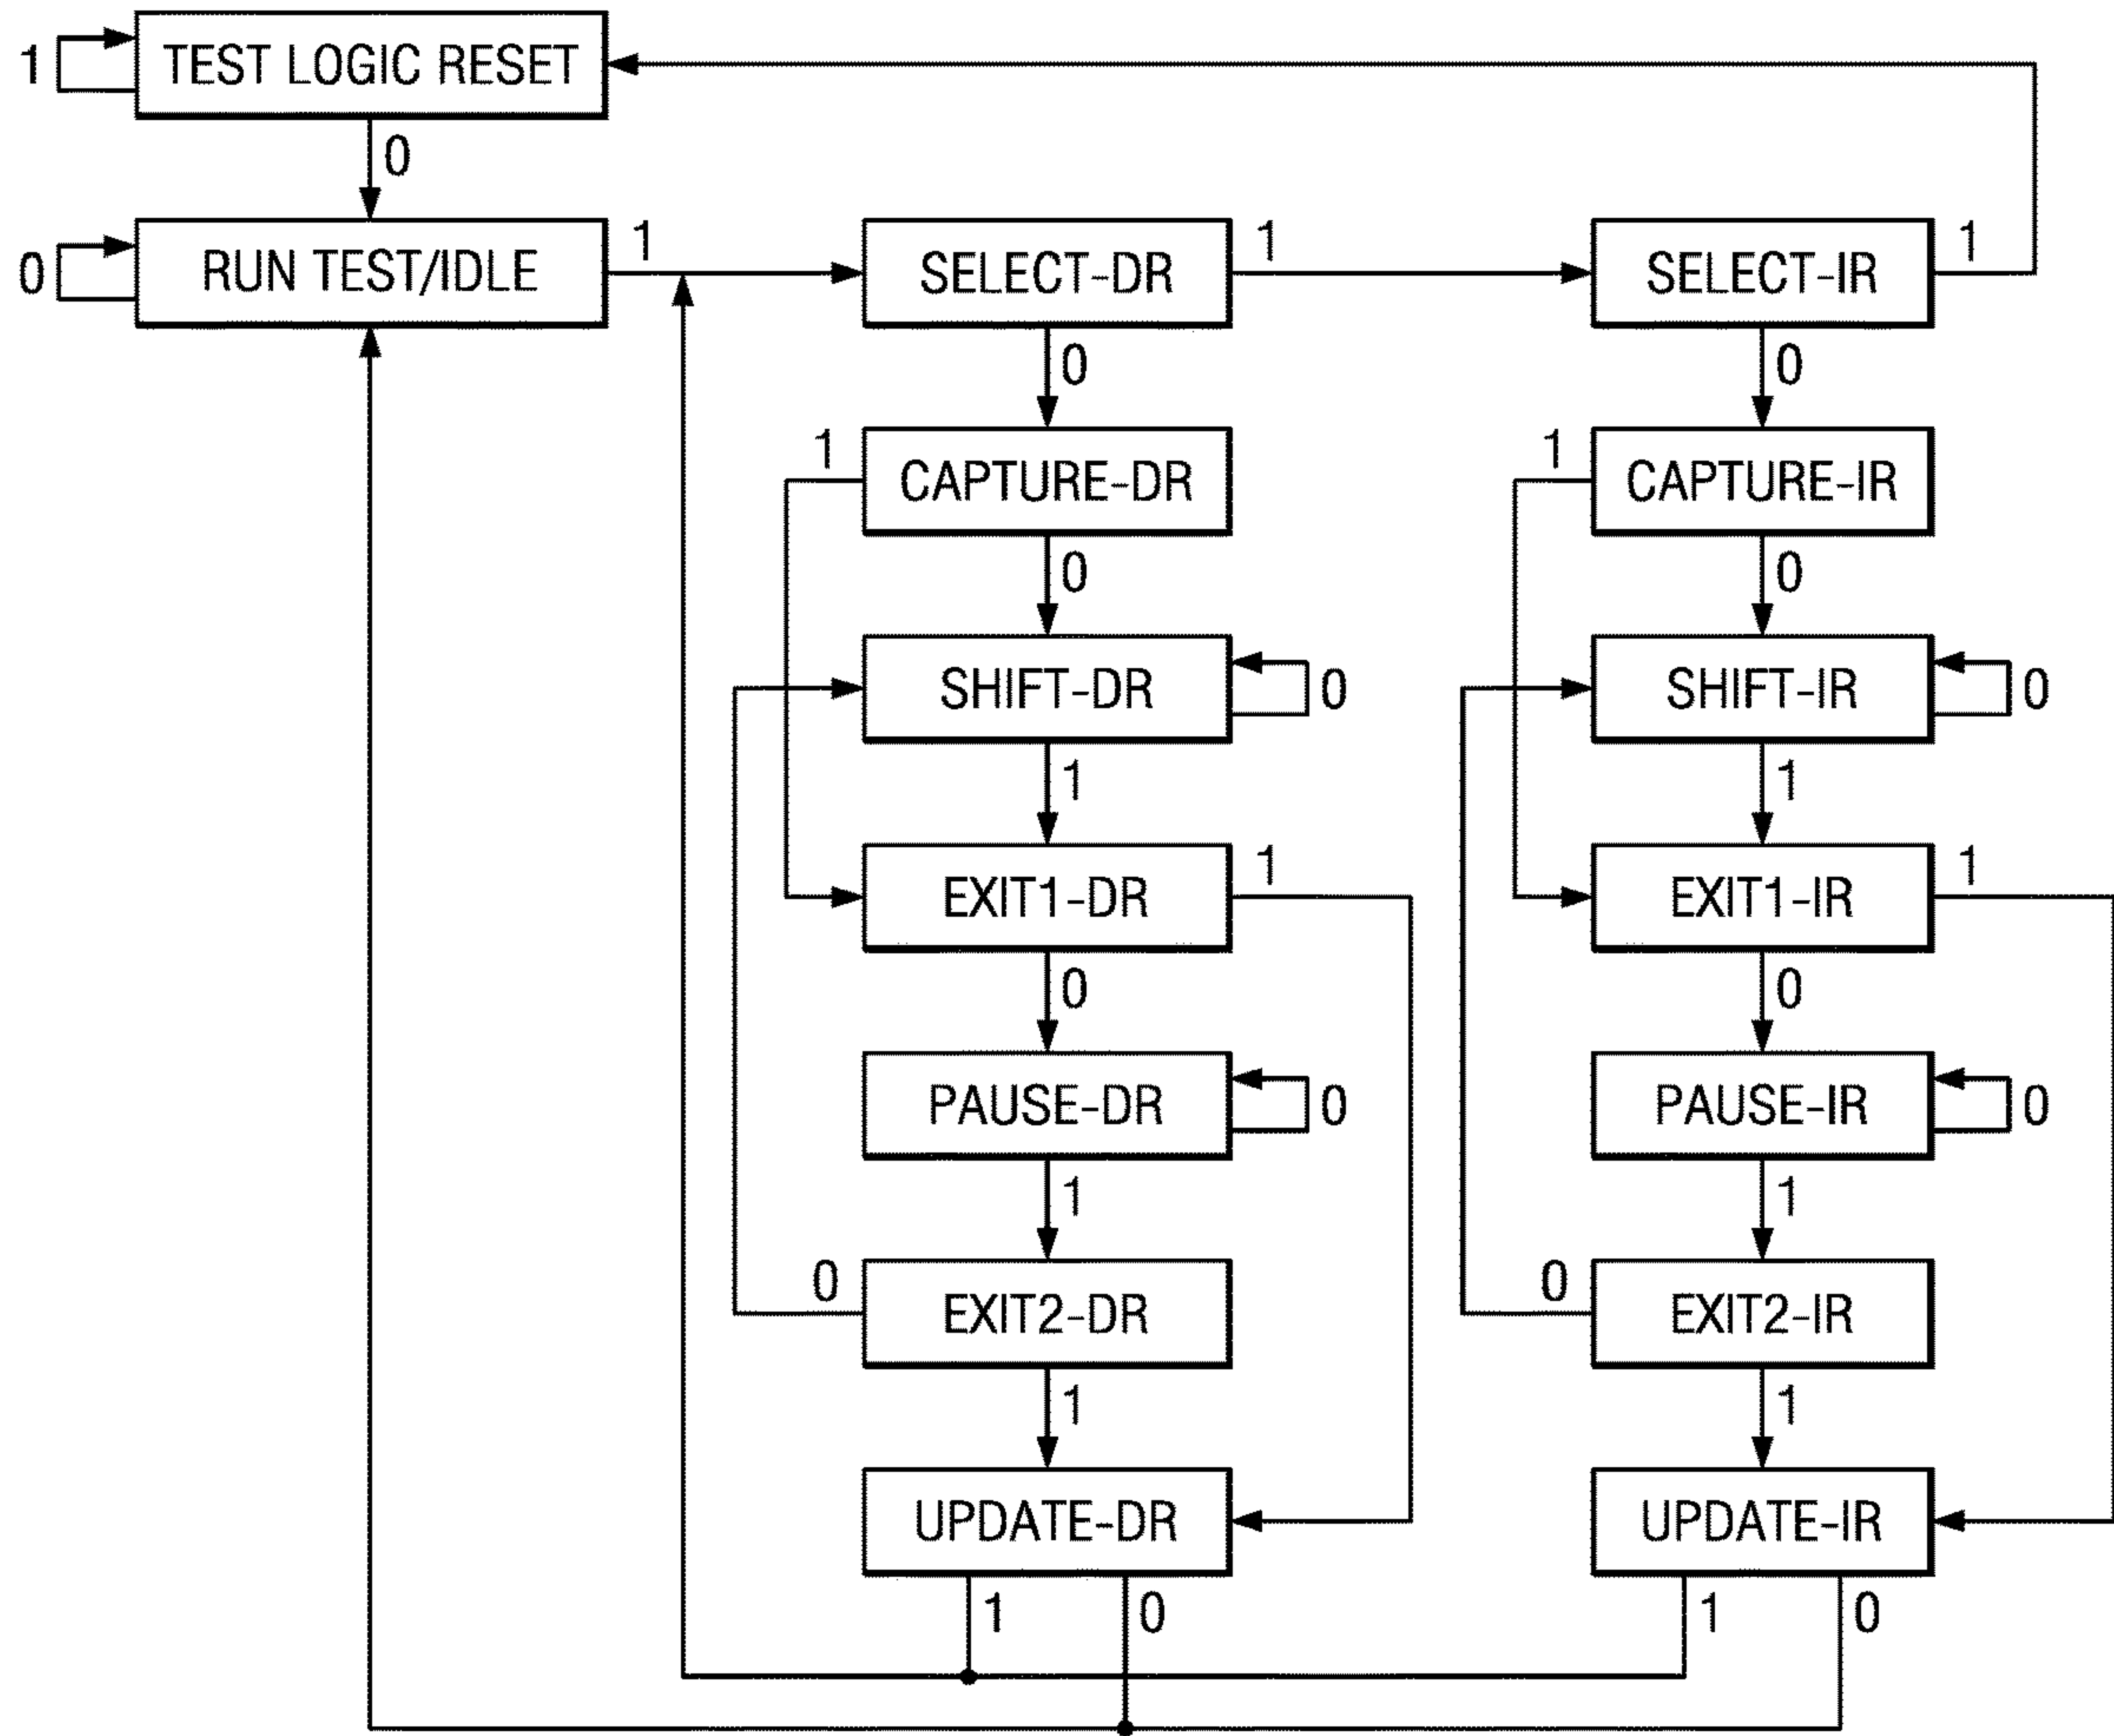 1
TEST LOGIC RESET
0
0
RUN TEST/IDLE
1
SELECT-DR
1
SELECT-IR
1
0
0
1
CAPTURE-DR
1
CAPTURE-IR
0
0
SHIFT-DR
0
SHIFT-IR
0
1
1
EXIT1-DR
1
EXIT1-IR
1
0
0
PAUSE-DR
0
PAUSE-IR
0
1
1
0
EXIT2-DR
0
EXIT2-IR
1
1
UPDATE-DR
UPDATE-IR
1
0
1
0